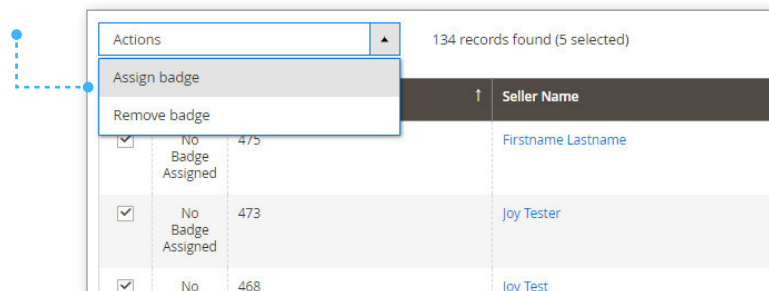 Actions
134 records found (5 selected)
Assign badge
Remove badge
↑ Seller Name
No Badge Assigned 475 Firstname Lastname
No Badge Assigned 473 Joy Tester
No 468 Joy Test